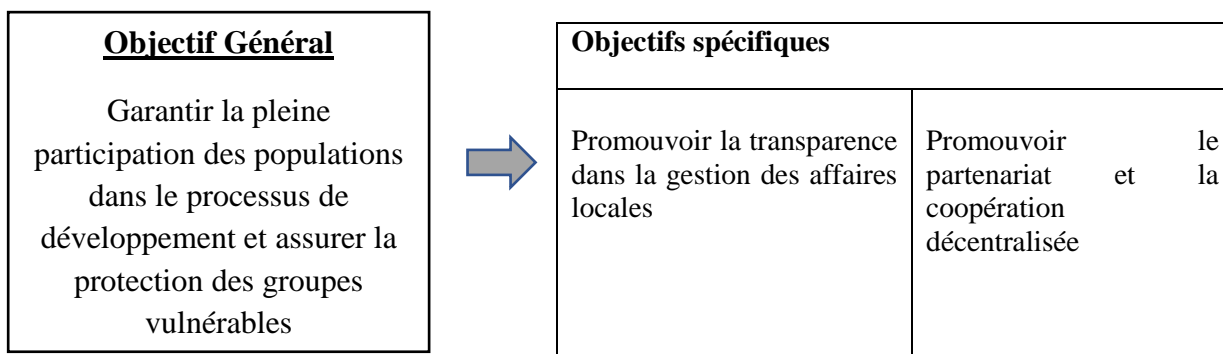 Objectif Général
Garantir la pleine
participation des populations
dans le processus de
développement et assurer la
protection des groupes
vulnérables
Objectifs spécifiques
Promouvoir la transparence
dans la gestion des affaires
locales
Promouvoir le
partenariat et la
coopération
décentralisée